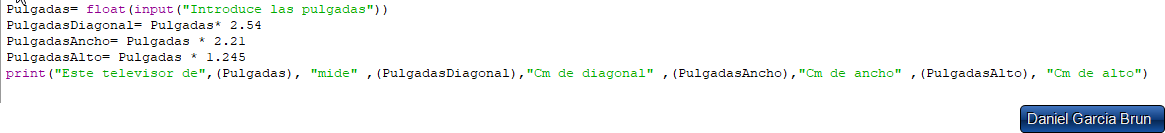 Pulgadas= float(input("Introduce las pulgadas"))
PulgadasDiagonal= Pulgadas* 2.54
PulgadasAncho= Pulgadas * 2.21
PulgadasAlto= Pulgadas * 1.245
print("Este televisor de",(Pulgadas), "mide" ,(PulgadasDiagonal),"Cm de diagonal" ,(PulgadasAncho),"Cm de ancho" ,(PulgadasAlto), "Cm de alto")
Daniel Garcia Brun